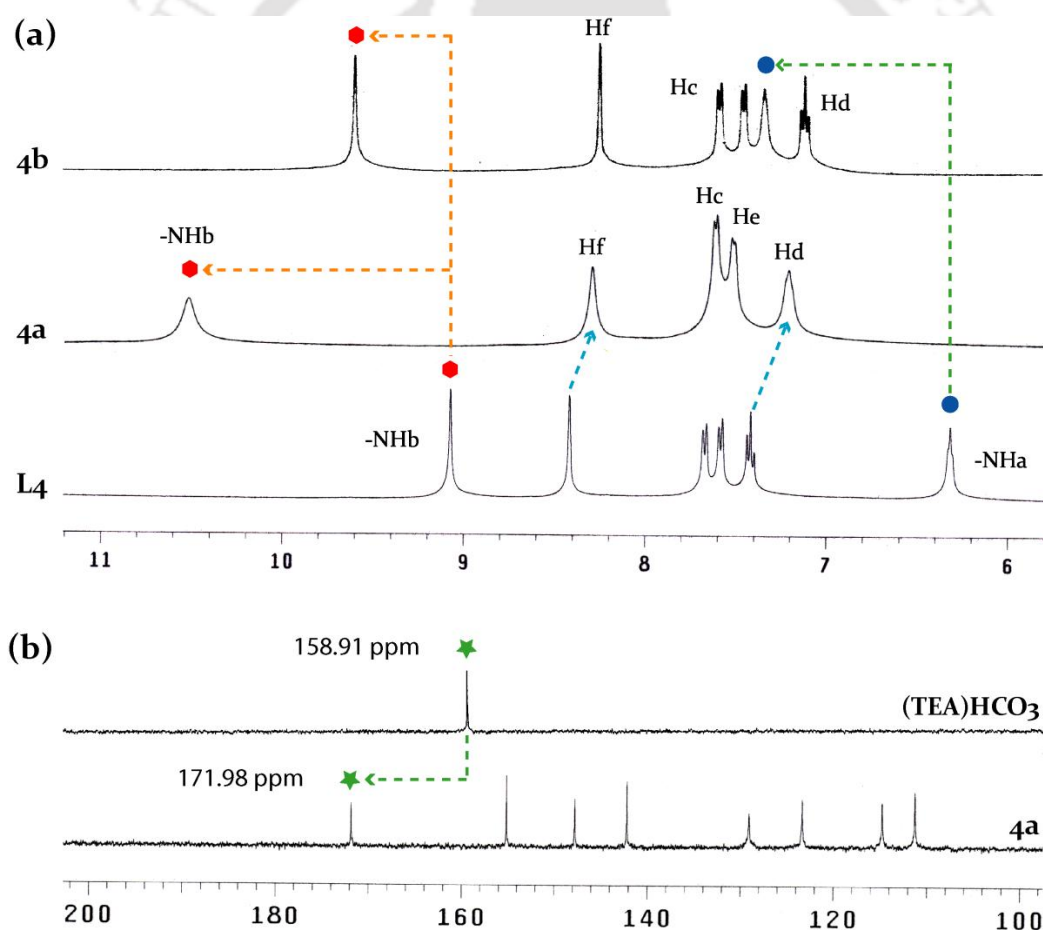 (a)
Hf
Hc
Hd
4b
-NHb
Hf
Hc
He
Hd
4a
-NHb
-NHa
L4
11 10 9 8 7 6
(b)
158.91 ppm
(TEA)HCO3
171.98 ppm
4a
200 180 160 140 120 100